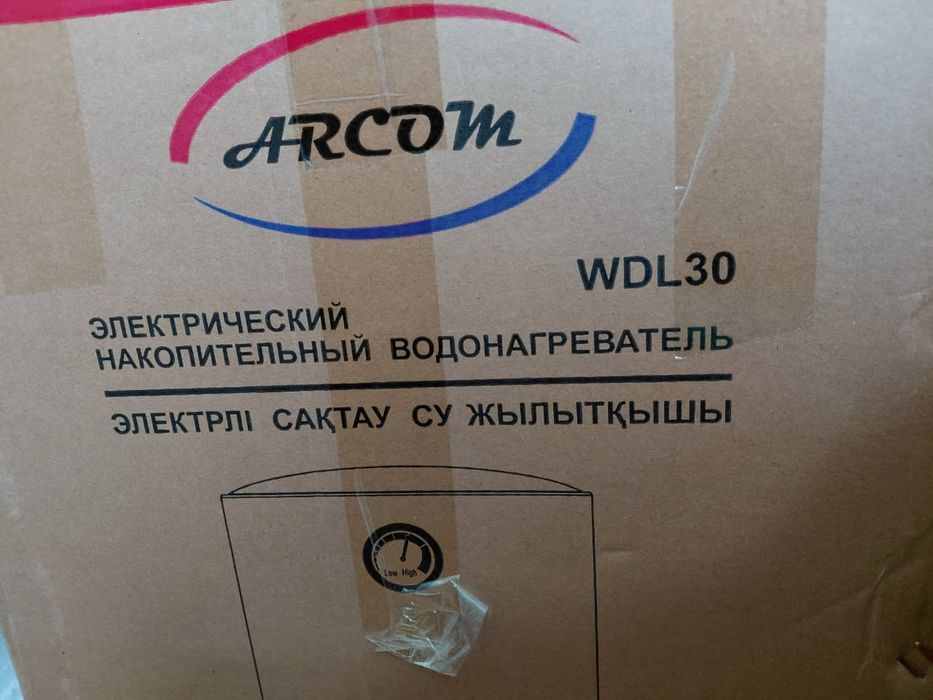 ARCOM
WDL30
ЭЛЕКТРИЧЕСКИЙ
НАКОПИТЕЛЬНЫЙ ВОДОНАГРЕВАТЕЛЬ
ЭЛЕКТРЛІ САҚТАУ СУ ЖЫЛЫТҚЫШЫ
Low High